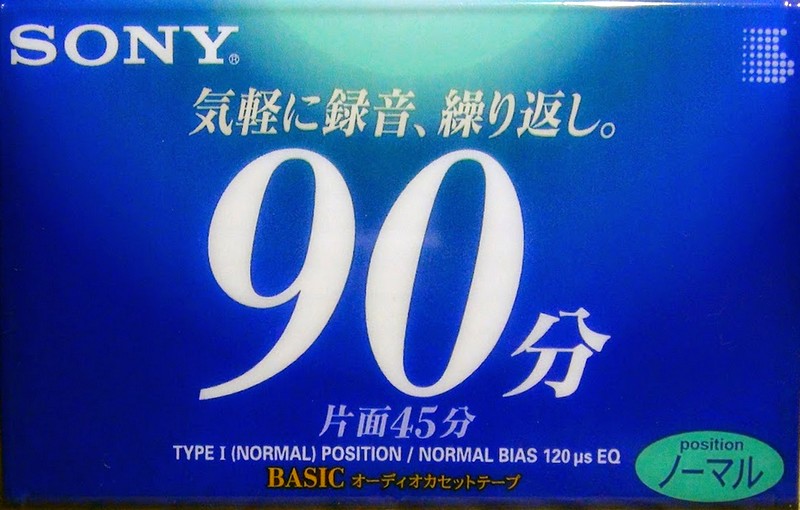 SONY®
気軽に録音、繰り返し。
90分
片面45分
TYPE I (NORMAL) POSITION / NORMAL BIAS 120 µs EQ
BASIC オーディオカセットテープ
position
ノーマル